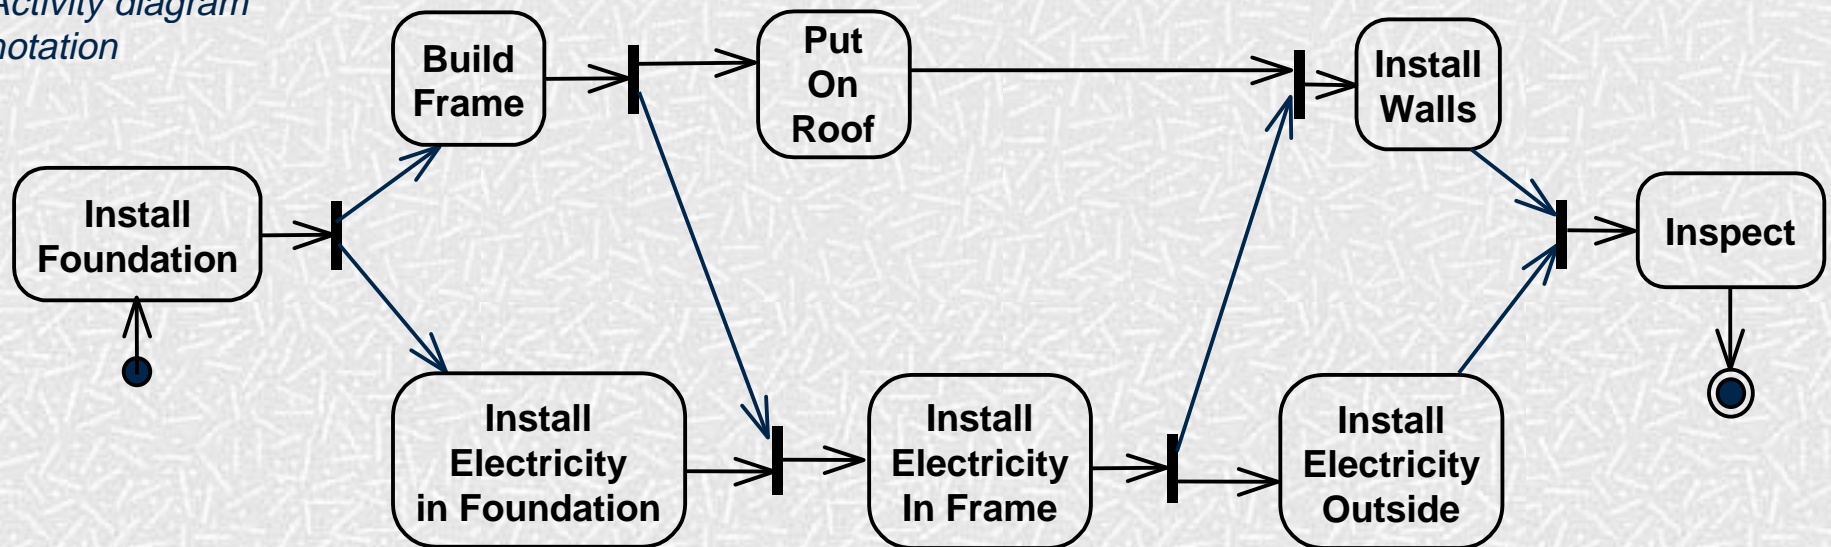 Activity diagram
notation
Build
Frame
Put
On
Roof
Install
Walls
Install
Foundation
Inspect
Install
Electricity
in Foundation
Install
Electricity
In Frame
Install
Electricity
Outside